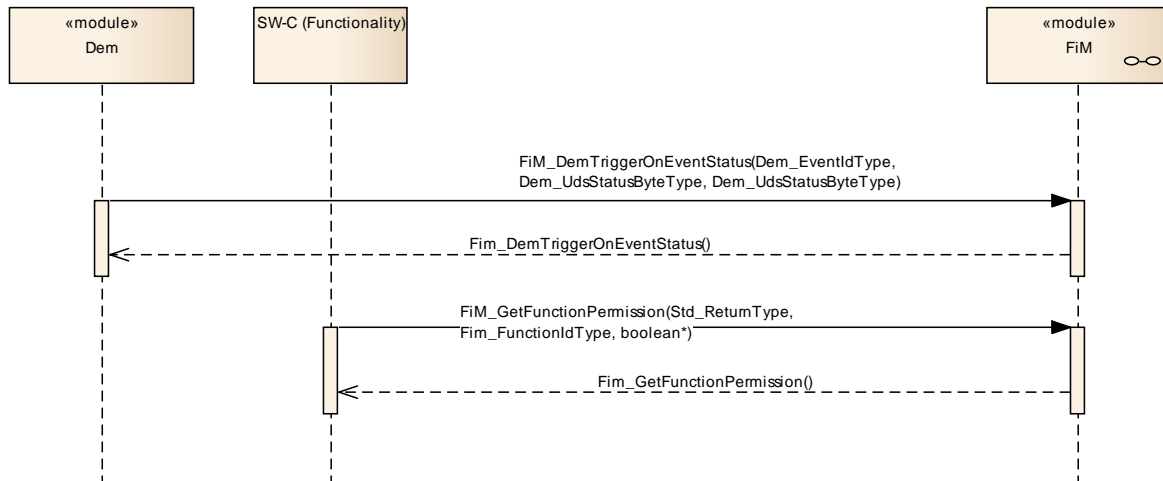 «module»
Dem
SW-C (Functionality)
«module»
FiM
FiM_DemTriggerOnEventStatus(Dem_EventIdType,
Dem_UdsStatusByteType, Dem_UdsStatusByteType)
Fim_DemTriggerOnEventStatus()
FiM_GetFunctionPermission(Std_ReturnType,
Fim_FunctionIdType, boolean*)
Fim_GetFunctionPermission()